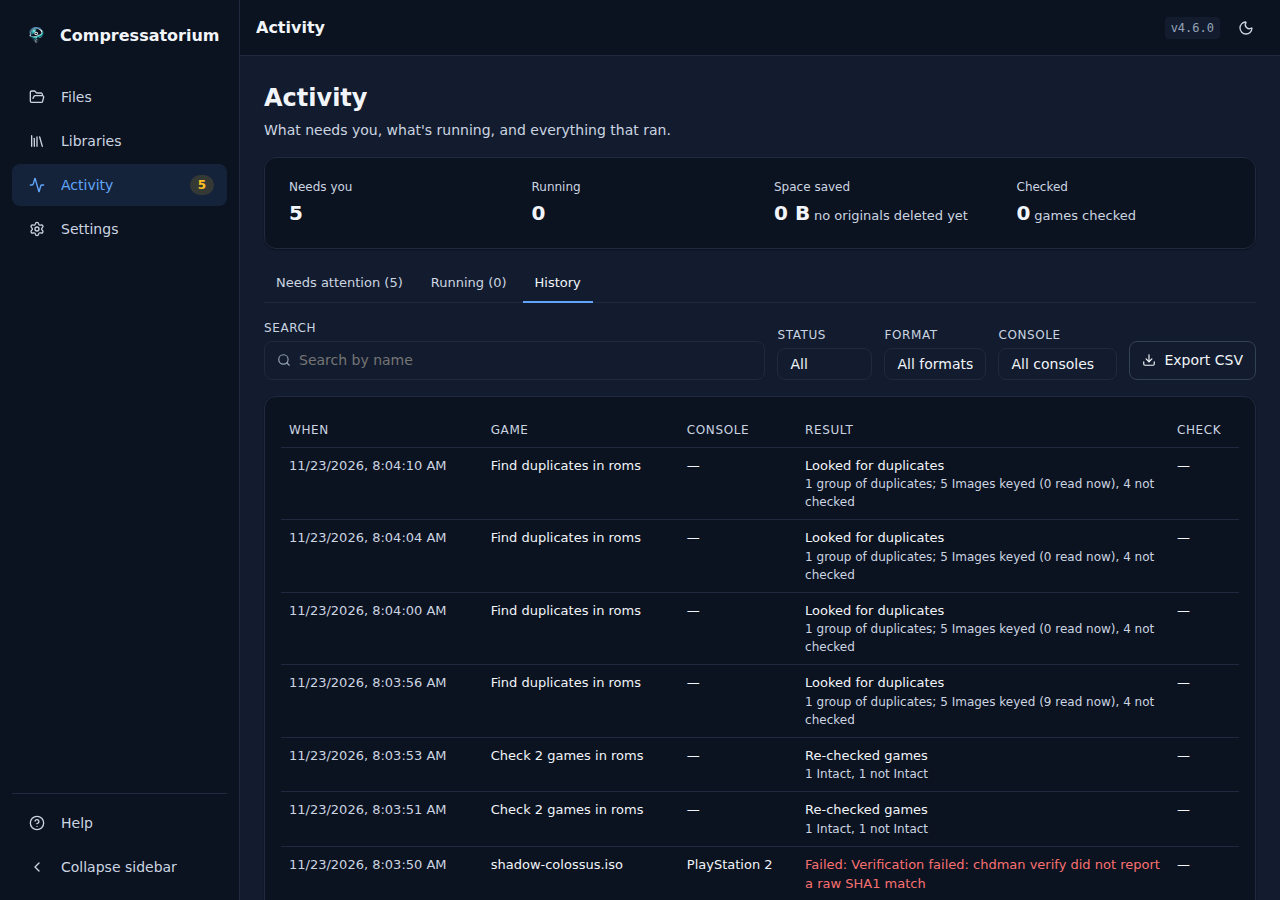 Compressatorium
Files
Libraries
Activity 5
Settings
Help
Collapse sidebar
Activity
v4.6.0
Activity
What needs you, what's running, and everything that ran.
Needs you Running Space saved Checked
5 0 0 B no originals deleted yet 0 games checked
Needs attention (5) Running (0) History
SEARCH STATUS FORMAT CONSOLE
Search by name All All formats All consoles Export CSV
WHEN GAME CONSOLE RESULT CHECK
11/23/2026, 8:04:10 AM Find duplicates in roms — Looked for duplicates —
1 group of duplicates; 5 Images keyed (0 read now), 4 not
checked
11/23/2026, 8:04:04 AM Find duplicates in roms — Looked for duplicates —
1 group of duplicates; 5 Images keyed (0 read now), 4 not
checked
11/23/2026, 8:04:00 AM Find duplicates in roms — Looked for duplicates —
1 group of duplicates; 5 Images keyed (0 read now), 4 not
checked
11/23/2026, 8:03:56 AM Find duplicates in roms — Looked for duplicates —
1 group of duplicates; 5 Images keyed (9 read now), 4 not
checked
11/23/2026, 8:03:53 AM Check 2 games in roms — Re-checked games —
1 Intact, 1 not Intact
11/23/2026, 8:03:51 AM Check 2 games in roms — Re-checked games —
1 Intact, 1 not Intact
11/23/2026, 8:03:50 AM shadow-colossus.iso PlayStation 2 Failed: Verification failed: chdman verify did not report —
a raw SHA1 match